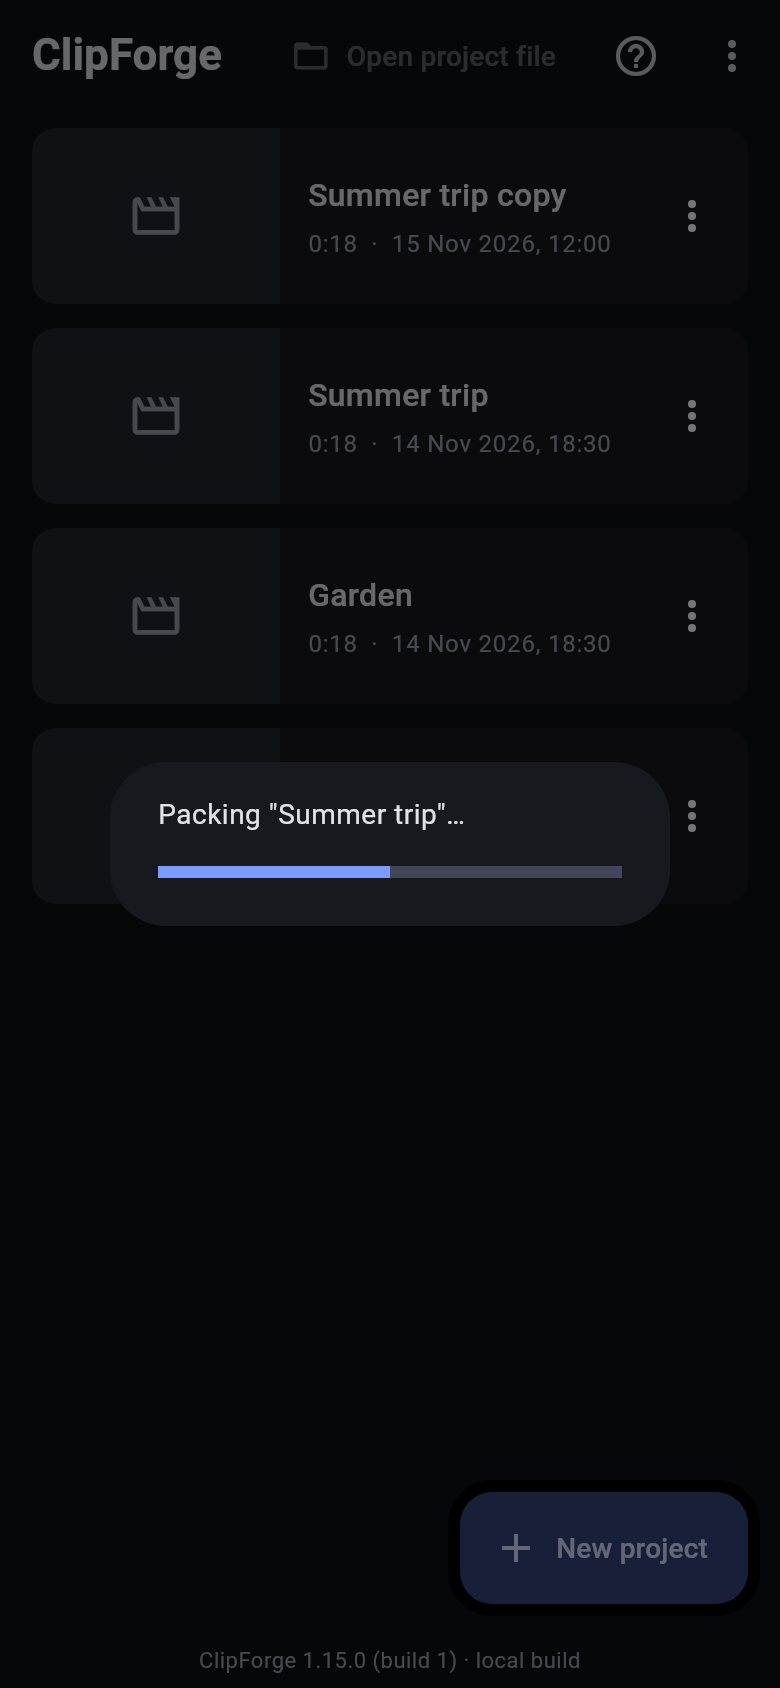 ClipForge
Open project file
Summer trip copy
0:18 · 15 Nov 2026, 12:00
Summer trip
0:18 · 14 Nov 2026, 18:30
Garden
0:18 · 14 Nov 2026, 18:30
Packing "Summer trip"…
New project
ClipForge 1.15.0 (build 1) · local build